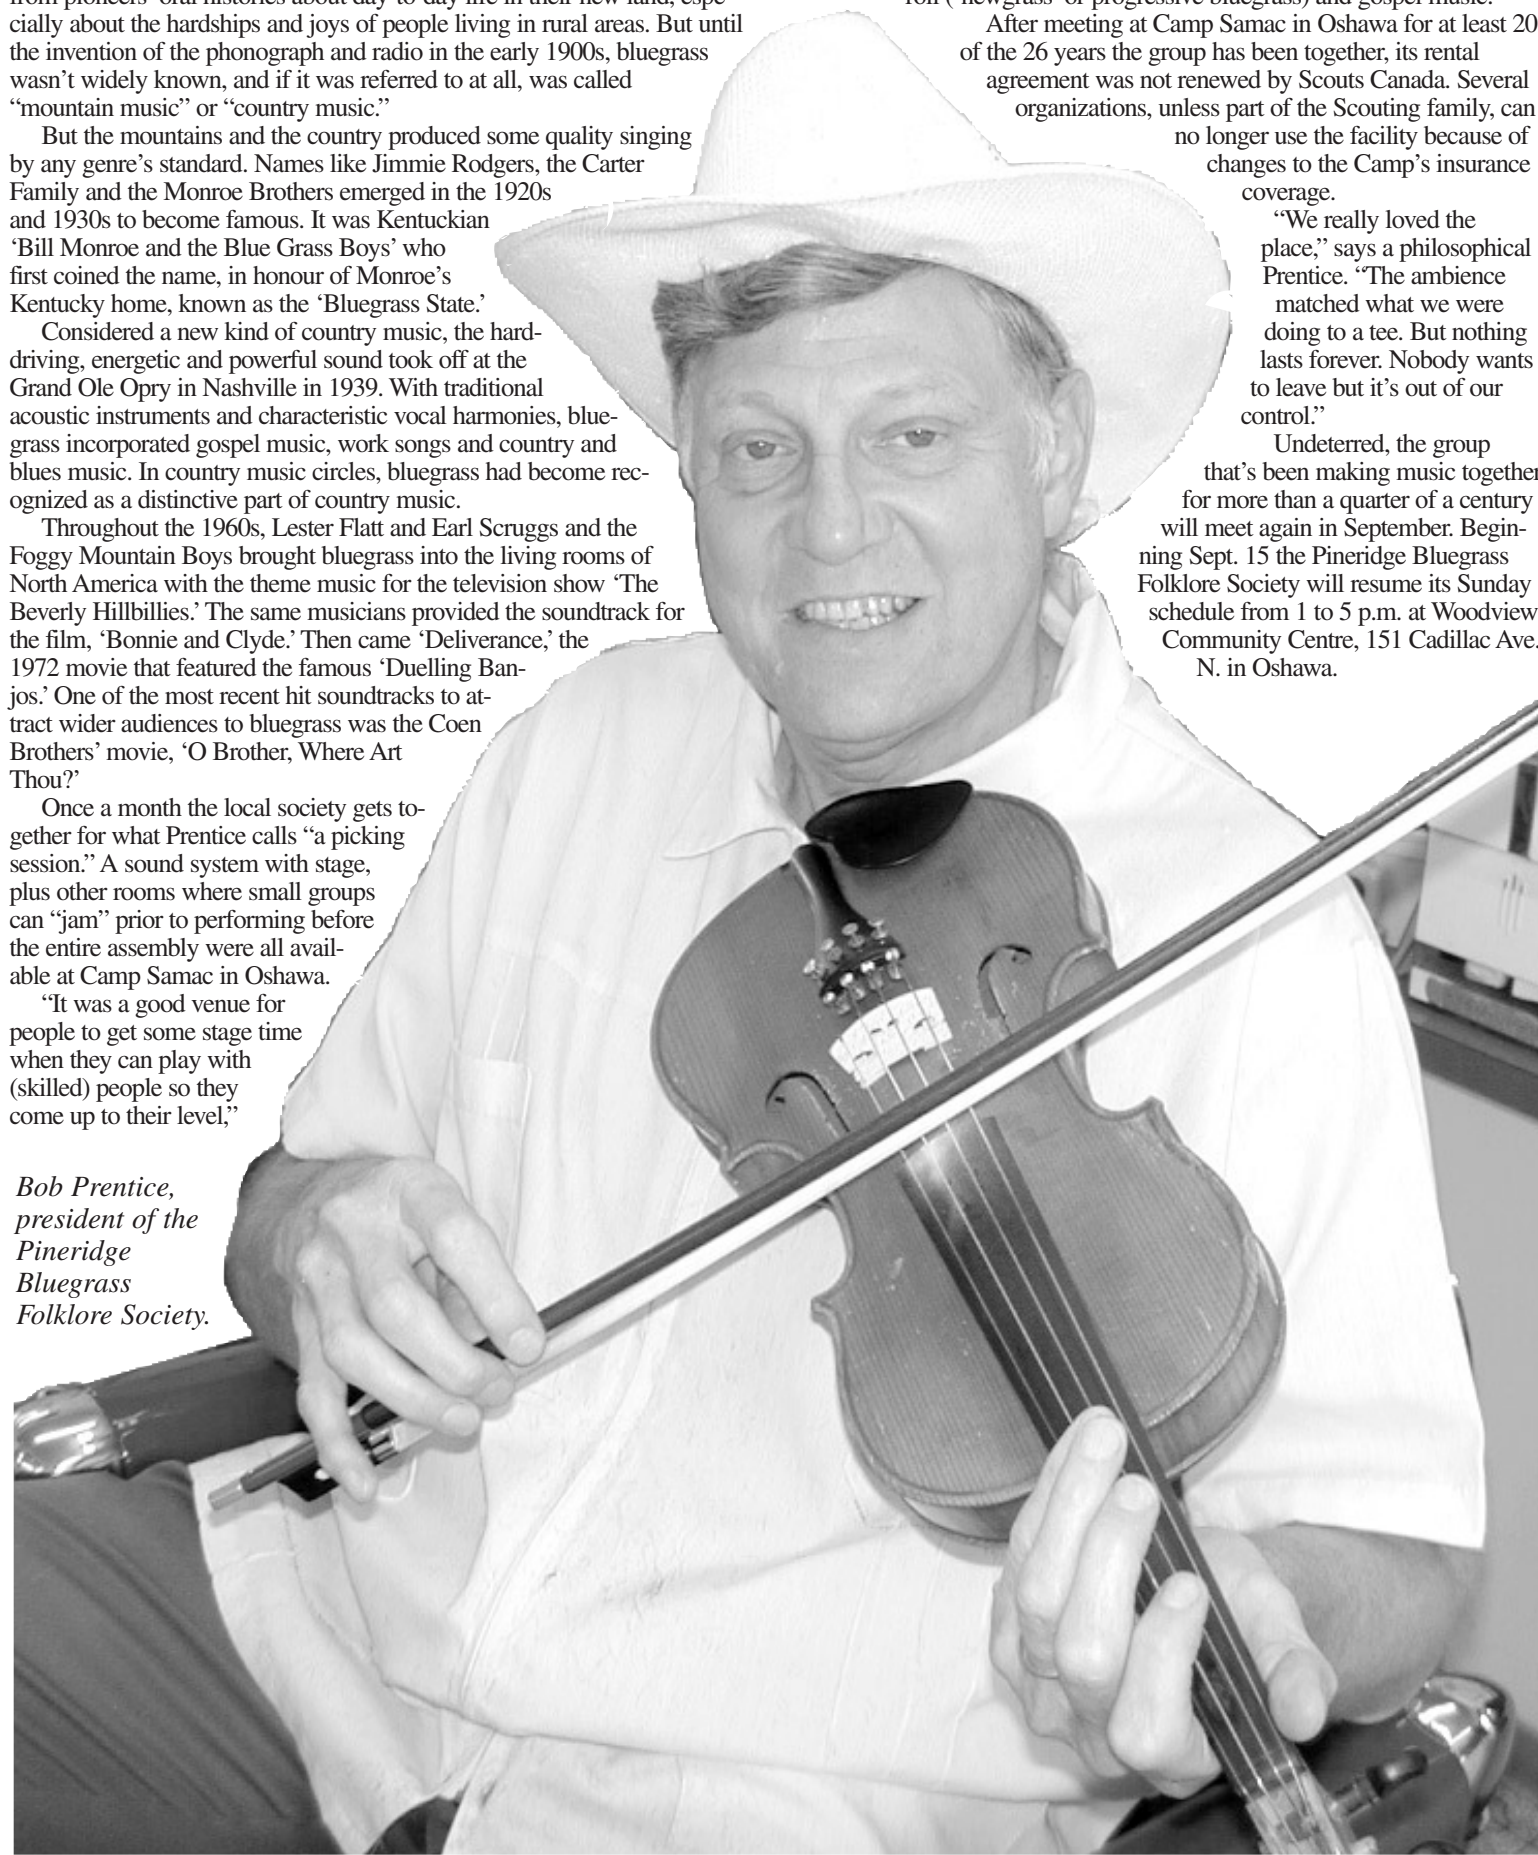 from pioneers' oral histories about day-to-day life in their new land, espe-
cially about the hardships and joys of people living in rural areas. But until
the invention of the phonograph and radio in the early 1900s, bluegrass
wasn't widely known, and if it was referred to at all, was called
“mountain music” or “country music.”
But the mountains and the country produced some quality singing
by any genre's standard. Names like Jimmie Rodgers, the Carter
Family and the Monroe Brothers emerged in the 1920s
and 1930s to become famous. It was Kentuckian
‘Bill Monroe and the Blue Grass Boys’ who
first coined the name, in honour of Monroe's
Kentucky home, known as the ‘Bluegrass State.’
Considered a new kind of country music, the hard-
driving, energetic and powerful sound took off at the
Grand Ole Opry in Nashville in 1939. With traditional
acoustic instruments and characteristic vocal harmonies, blue-
grass incorporated gospel music, work songs and country and
blues music. In country music circles, bluegrass had become rec-
ognized as a distinctive part of country music.
Throughout the 1960s, Lester Flatt and Earl Scruggs and the
Foggy Mountain Boys brought bluegrass into the living rooms of
North America with the theme music for the television show ‘The
Beverly Hillbillies.’ The same musicians provided the soundtrack for
the film, ‘Bonnie and Clyde.’ Then came ‘Deliverance,’ the
1972 movie that featured the famous ‘Duelling Ban-
jos.’ One of the most recent hit soundtracks to at-
tract wider audiences to bluegrass was the Coen
Brothers’ movie, ‘O Brother, Where Art
Thou?’
Once a month the local society gets to-
gether for what Prentice calls “a picking
session.” A sound system with stage,
plus other rooms where small groups
can “jam” prior to performing before
the entire assembly were all avail-
able at Camp Samac in Oshawa.
“It was a good venue for
people to get some stage time
when they can play with
(skilled) people so they
come up to their level,”
Bob Prentice,
president of the
Pineridge
Bluegrass
Folklore Society.
(‘newgrass’ or progressive bluegrass) and gospel music.
After meeting at Camp Samac in Oshawa for at least 20
of the 26 years the group has been together, its rental
agreement was not renewed by Scouts Canada. Several
organizations, unless part of the Scouting family, can
no longer use the facility because of
changes to the Camp's insurance
coverage.
“We really loved the
place,” says a philosophical
Prentice. “The ambience
matched what we were
doing to a tee. But nothing
lasts forever. Nobody wants
to leave but it's out of our
control.”
Undeterred, the group
that's been making music together
for more than a quarter of a century
will meet again in September. Begin-
ning Sept. 15 the Pineridge Bluegrass
Folklore Society will resume its Sunday
schedule from 1 to 5 p.m. at Woodview
Community Centre, 151 Cadillac Ave.
N. in Oshawa.